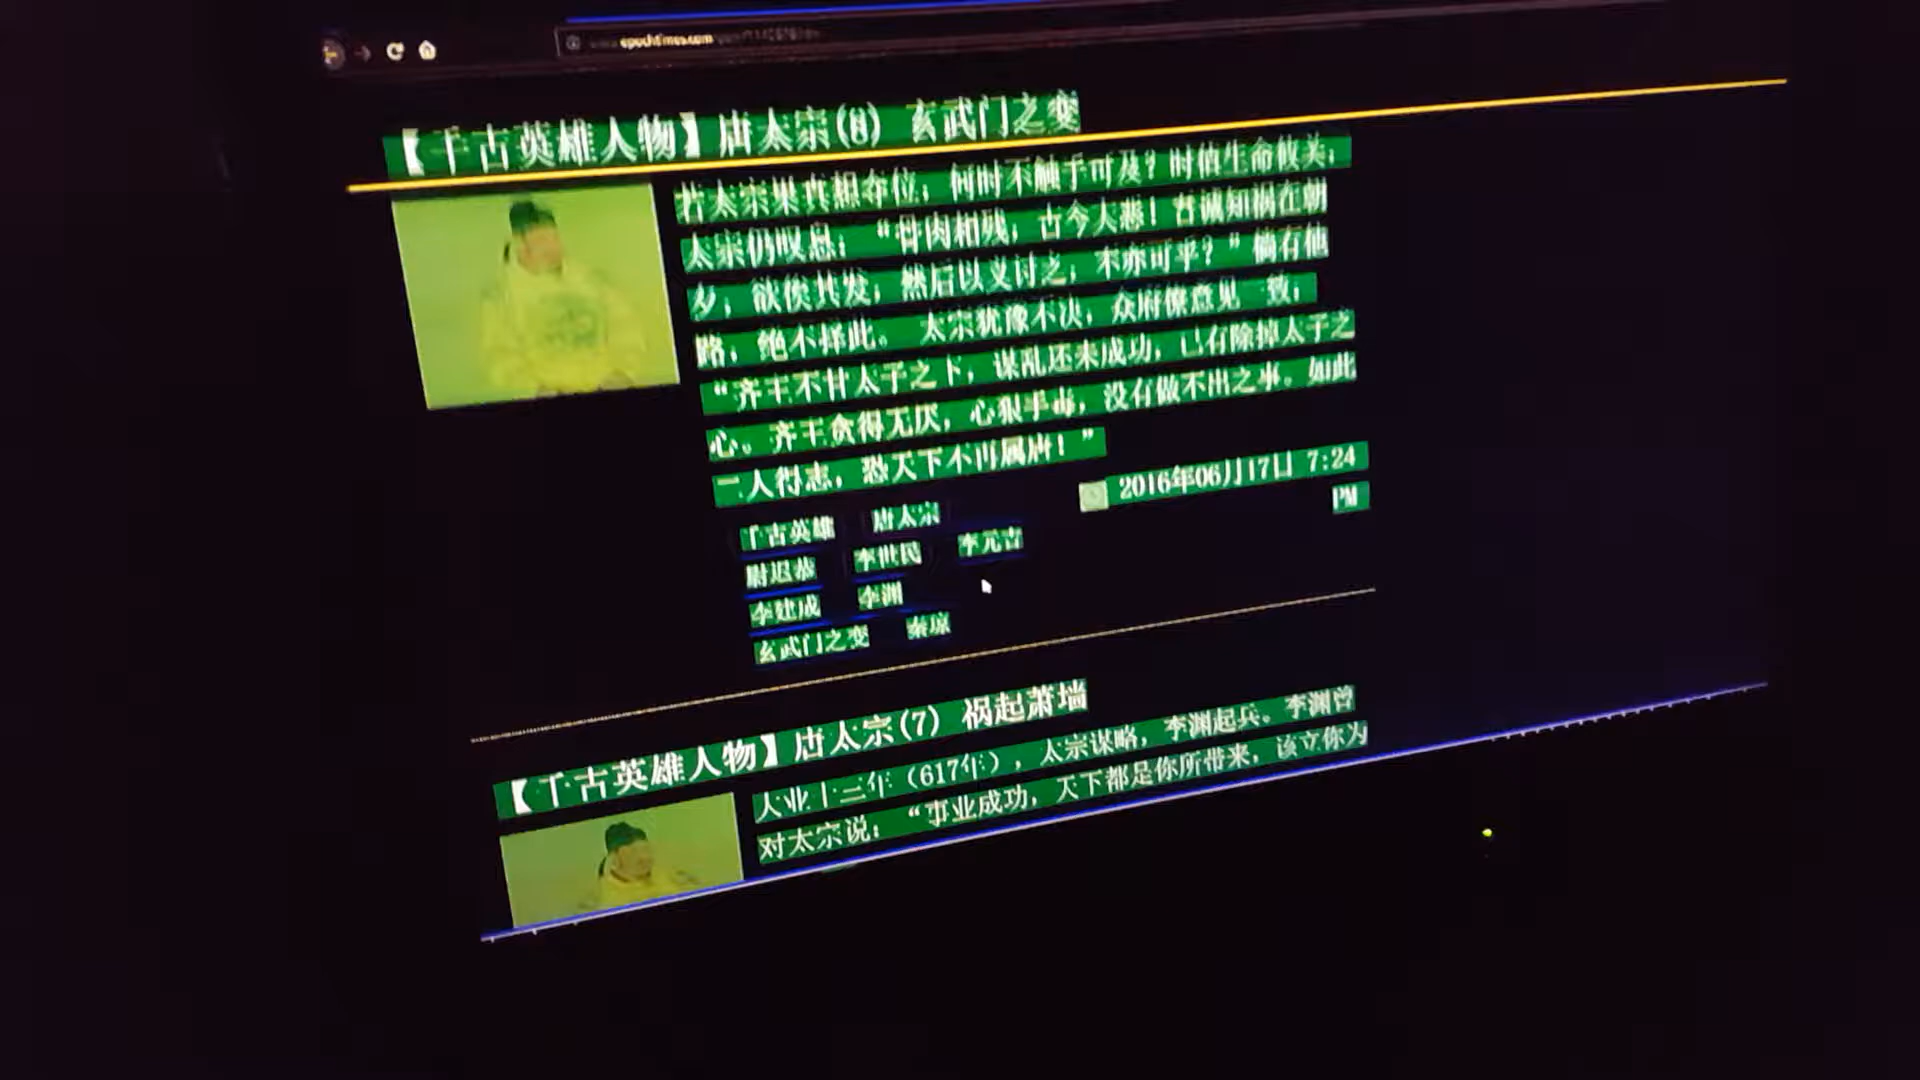 epochtimes.com
【千古英雄人物】唐太宗(8) 玄武门之变
若太宗果真想夺位，何时不触手可及？时值生命攸关，
太宗仍叹息：“骨肉相残，古今大恶！吾诚知祸在朝
夕，欲俟其发，然后以义讨之，不亦可乎？”倘有他
路，绝不择此。 太宗犹豫不决，众府僚意见一致：
“齐王不甘太子之下，谋乱还未成功，已有除掉太子之
心。齐王贪得无厌，心狠手毒，没有做不出之事。如此
二人得志，恐天下不再属唐！”
2016年06月17日 7:24
PM
千古英雄 唐太宗
尉迟恭 李世民 李元吉
李建成 李渊
玄武门之变 秦琼
【千古英雄人物】唐太宗(7) 祸起萧墙
大业十三年（617年），太宗谋略，李渊起兵。李渊曾
对太宗说：“事业成功，天下都是你所带来，该立你为